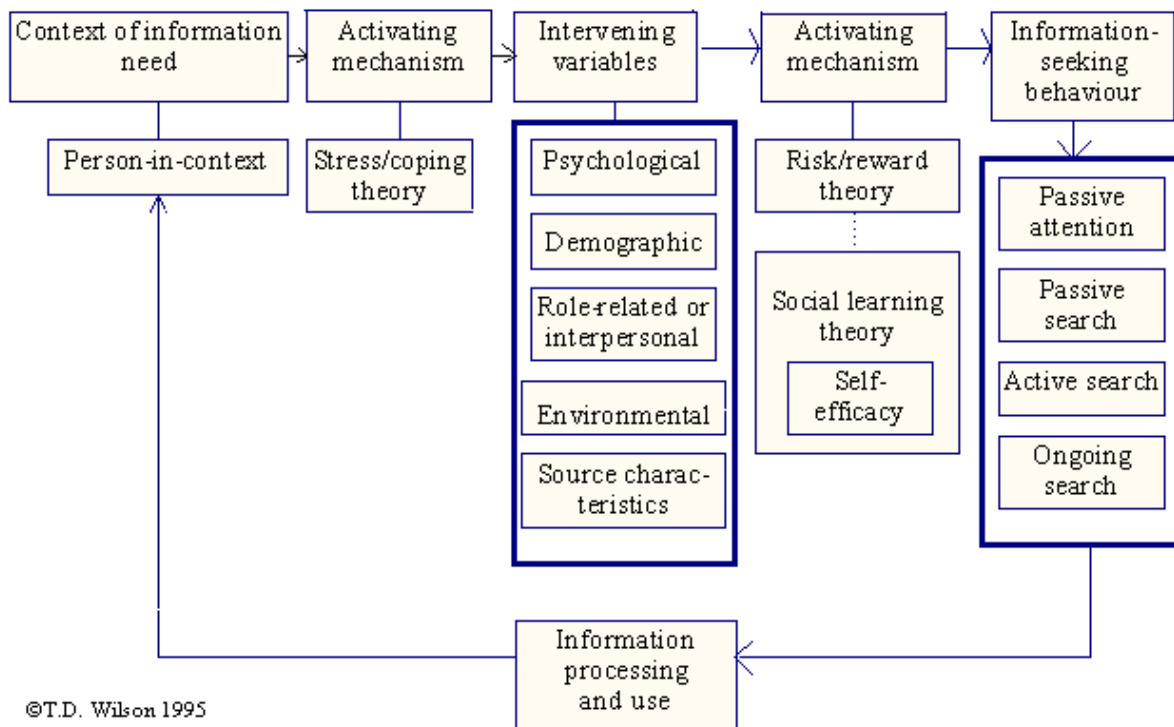 Context of information
need
Activating
mechanism
Intervening
variables
Activating
mechanism
Information-
seeking
behaviour
Person-in-context
Stress/coping
theory
Psychological
Demographic
Role-related or
interpersonal
Environmental
Source charac-
teristics
Risk/reward
theory
Social learning
theory
Self-
efficacy
Passive
attention
Passive
search
Active search
Ongoing
search
Information
processing
and use
©T.D. Wilson 1995